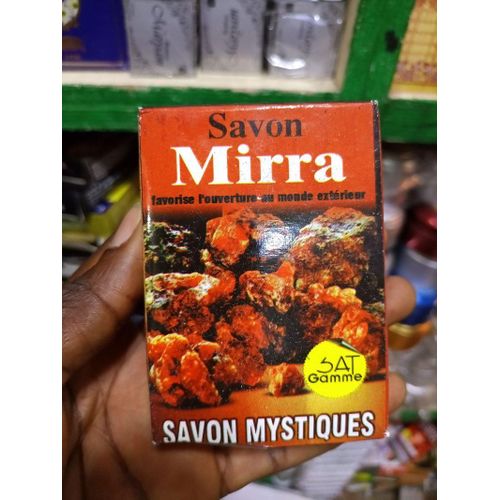 Savon
Mirra
favorise l'ouverture au monde extérieur
SAT
Gamme
SAVON MYSTIQUES